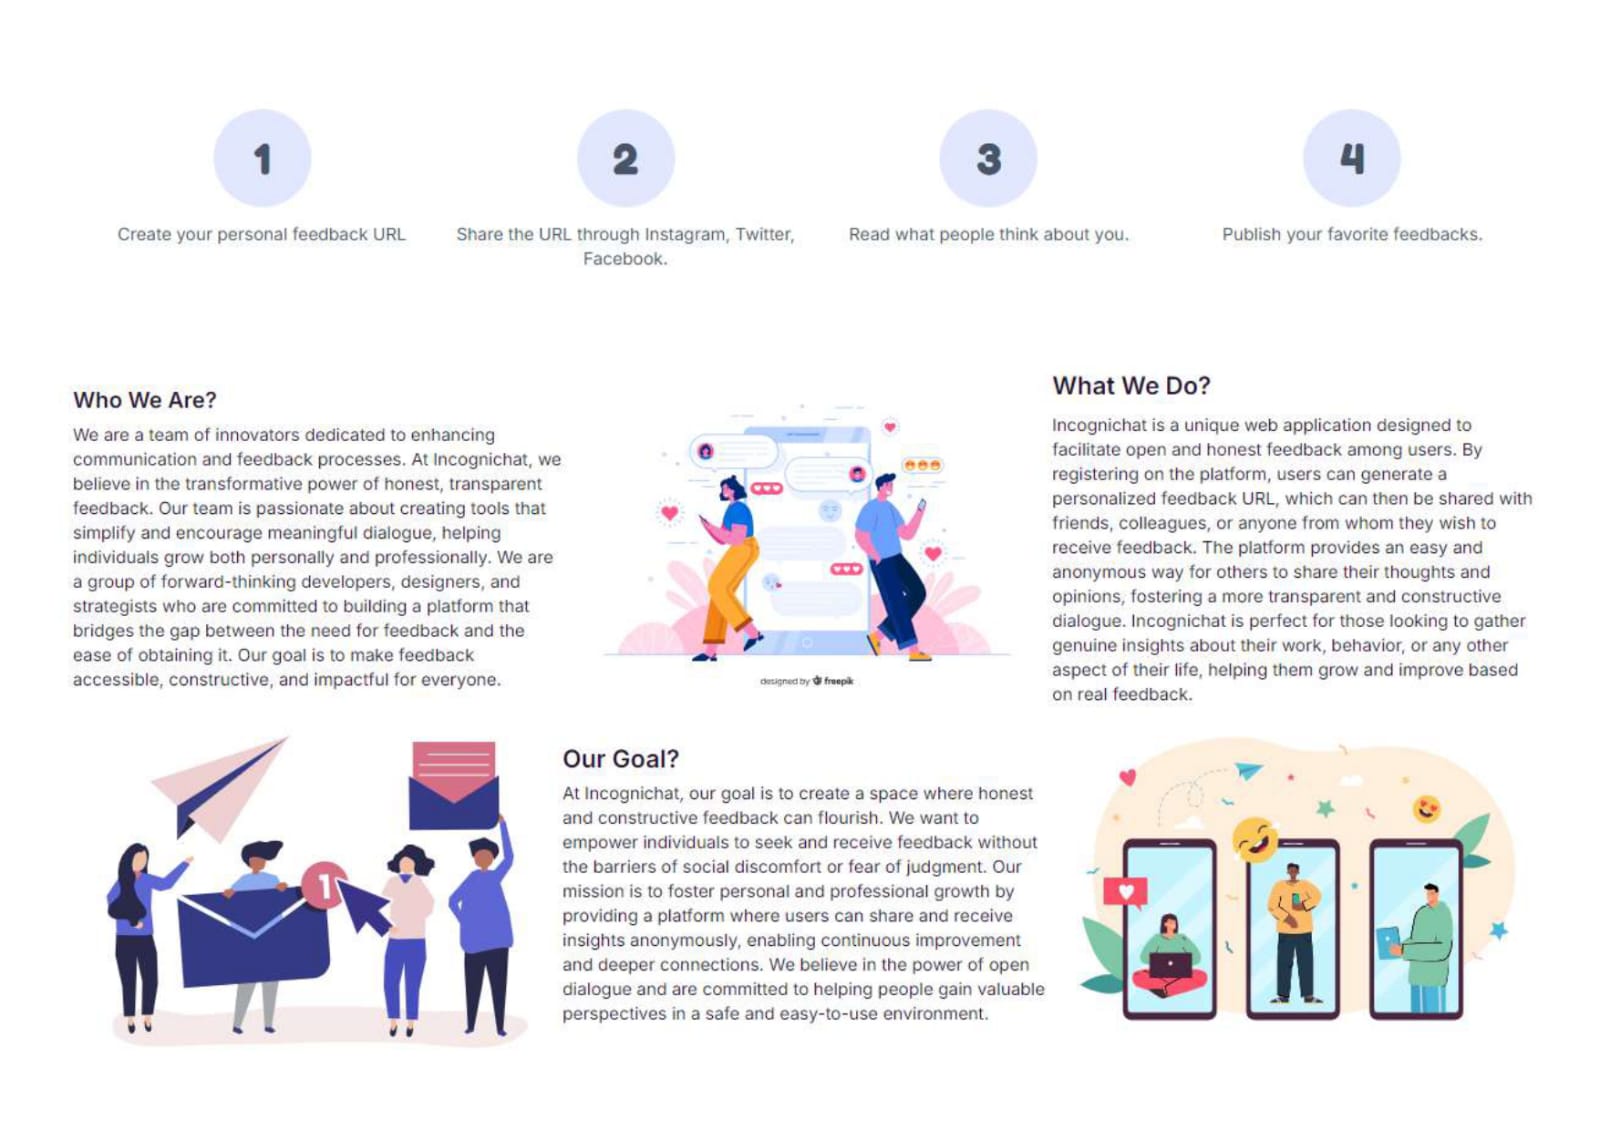 1
Create your personal feedback URL
2
Share the URL through Instagram, Twitter,
Facebook.
3
Read what people think about you.
4
Publish your favorite feedbacks.
Who We Are?
We are a team of innovators dedicated to enhancing
communication and feedback processes. At Incognichat, we
believe in the transformative power of honest, transparent
feedback. Our team is passionate about creating tools that
simplify and encourage meaningful dialogue, helping
individuals grow both personally and professionally. We are
a group of forward-thinking developers, designers, and
strategists who are committed to building a platform that
bridges the gap between the need for feedback and the
ease of obtaining it. Our goal is to make feedback
accessible, constructive, and impactful for everyone.
designed by freepik
What We Do?
Incognichat is a unique web application designed to
facilitate open and honest feedback among users. By
registering on the platform, users can generate a
personalized feedback URL, which can then be shared with
friends, colleagues, or anyone from whom they wish to
receive feedback. The platform provides an easy and
anonymous way for others to share their thoughts and
opinions, fostering a more transparent and constructive
dialogue. Incognichat is perfect for those looking to gather
genuine insights about their work, behavior, or any other
aspect of their life, helping them grow and improve based
on real feedback.
1
Our Goal?
At Incognichat, our goal is to create a space where honest
and constructive feedback can flourish. We want to
empower individuals to seek and receive feedback without
the barriers of social discomfort or fear of judgment. Our
mission is to foster personal and professional growth by
providing a platform where users can share and receive
insights anonymously, enabling continuous improvement
and deeper connections. We believe in the power of open
dialogue and are committed to helping people gain valuable
perspectives in a safe and easy-to-use environment.